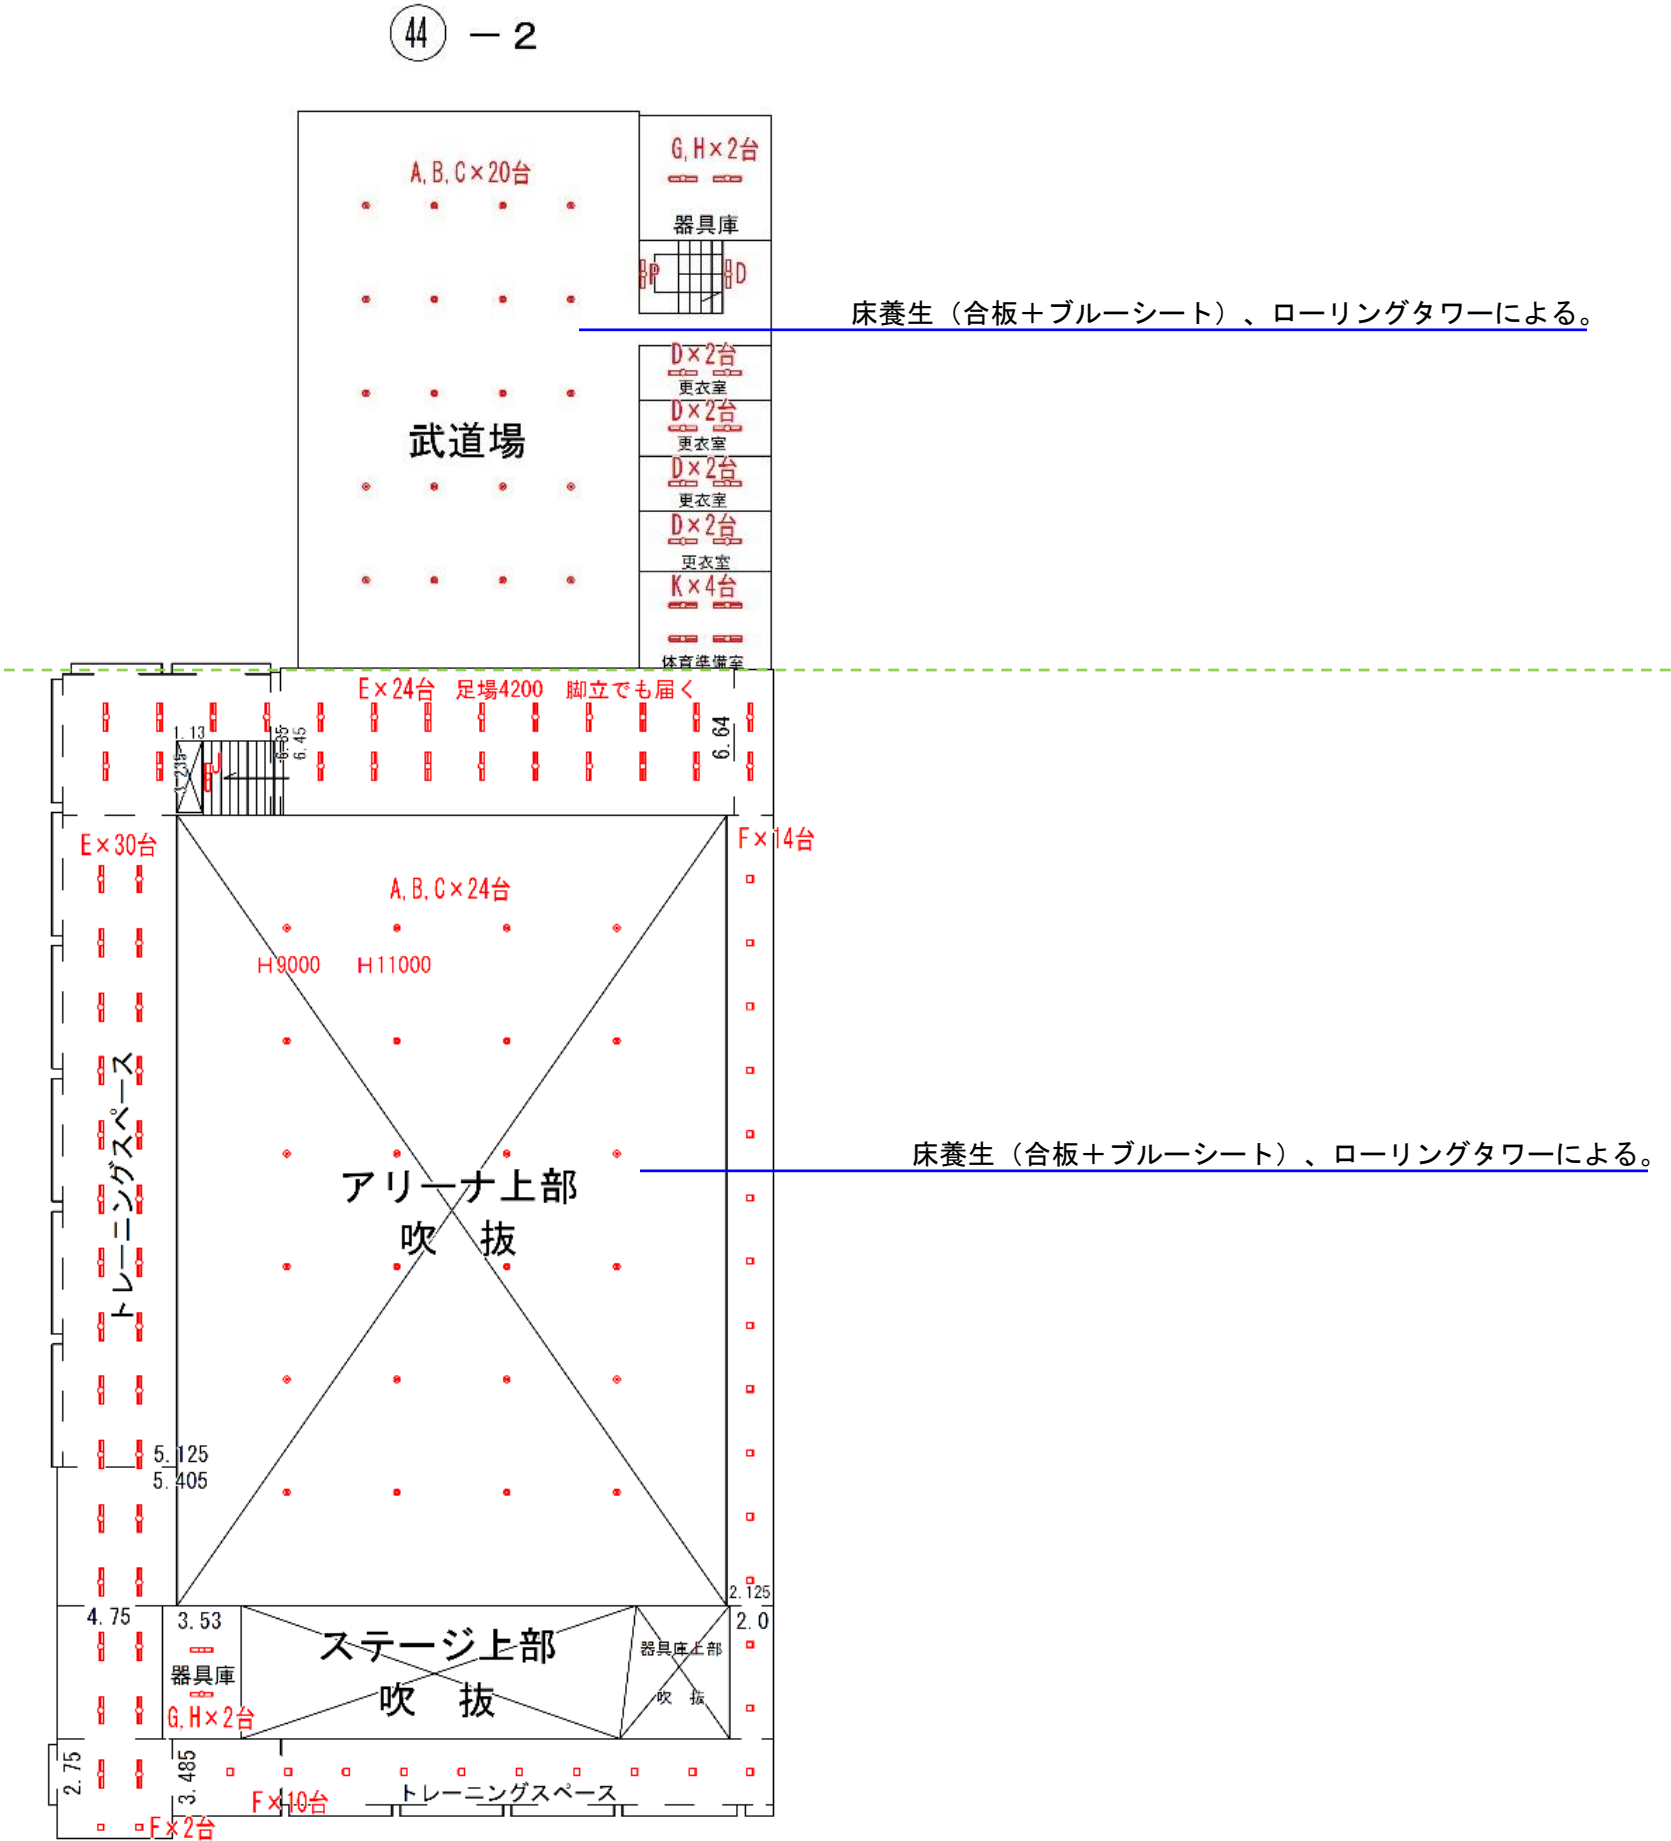 44 －2
A,B,C×20台
G,H×2台
器具庫
P
D
床養生（合板＋ブルーシート）、ローリングタワーによる。
D×2台
更衣室
D×2台
更衣室
武道場
D×2台
更衣室
D×2台
更衣室
K×4台
体育準備室
E×24台 足場4200 脚立でも届く
1.13
6.45
6.64
J
E×30台
F×14台
A,B,C×24台
H9000 H11000
トレーニングスペース
床養生（合板＋ブルーシート）、ローリングタワーによる。
アリーナ上部
吹 抜
5.125
5.405
2.125
4.75
3.53
2.0
ステージ上部
吹 抜
器具庫上部
吹 抜
器具庫
G,H×2台
2.75
3.485
トレーニングスペース
F×10台
F×2台